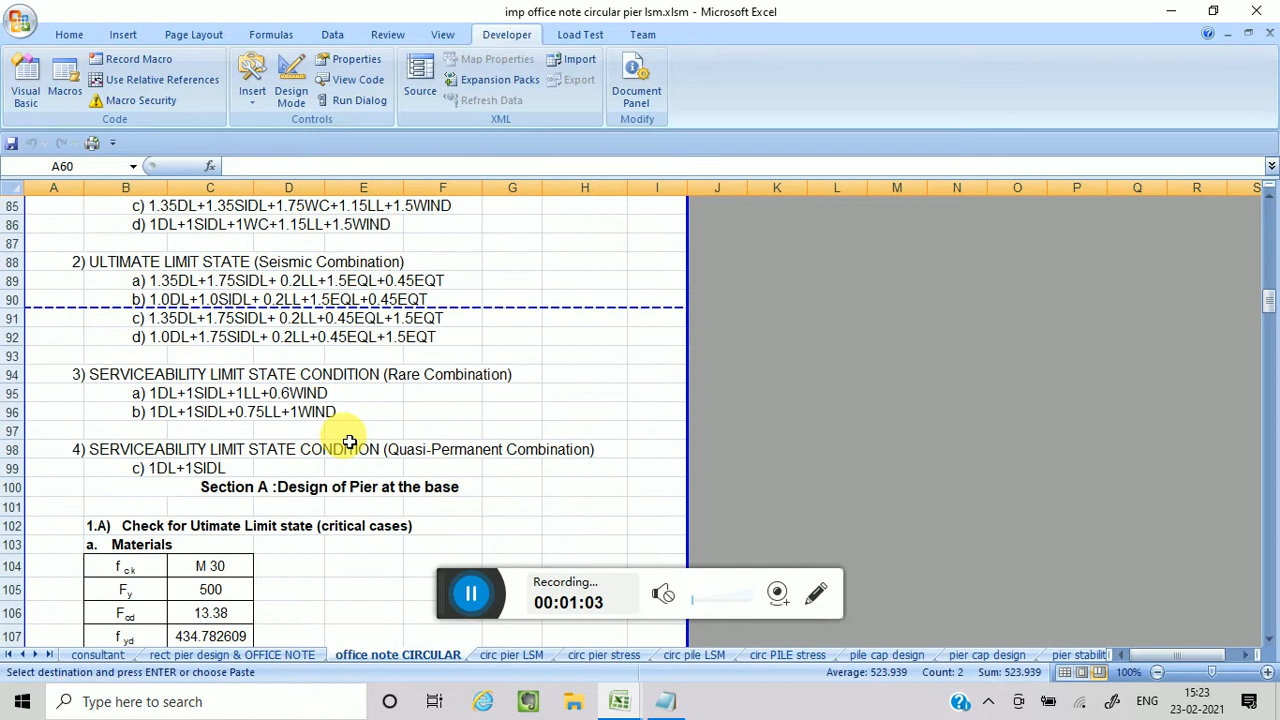 imp office note circular pier lsm.xlsm - Microsoft Excel
Home Insert Page Layout Formulas Data Review View Developer Load Test Team
Visual Basic
Macros
Record Macro
Use Relative References
Macro Security
Code
Insert
Design Mode
Properties
View Code
Run Dialog
Controls
Source
Map Properties
Expansion Packs
Refresh Data
Import
Export
XML
Document Panel
Modify
A60 fx
A B C D E F G H I J K L M N O P Q R S
85 c) 1.35DL+1.35SIDL+1.75WC+1.15LL+1.5WIND
86 d) 1DL+1SIDL+1WC+1.15LL+1.5WIND
87
88 2) ULTIMATE LIMIT STATE (Seismic Combination)
89 a) 1.35DL+1.75SIDL+ 0.2LL+1.5EQL+0.45EQT
90 b) 1.0DL+1.0SIDL+ 0.2LL+1.5EQL+0.45EQT
91 c) 1.35DL+1.75SIDL+ 0.2LL+0.45EQL+1.5EQT
92 d) 1.0DL+1.75SIDL+ 0.2LL+0.45EQL+1.5EQT
93
94 3) SERVICEABILITY LIMIT STATE CONDITION (Rare Combination)
95 a) 1DL+1SIDL+1LL+0.6WIND
96 b) 1DL+1SIDL+0.75LL+1WIND
97
98 4) SERVICEABILITY LIMIT STATE CONDITION (Quasi-Permanent Combination)
99 c) 1DL+1SIDL
100 Section A :Design of Pier at the base
101
102 1.A) Check for Utimate Limit state (critical cases)
103 a. Materials
104 f ck M 30
105 Fy 500
106 Fcd 13.38
107 f yd 434.782609
Recording...
00:01:03
consultant rect pier design & OFFICE NOTE office note CIRCULAR circ pier LSM circ pier stress circ pile LSM circ PILE stress pile cap design pier cap design pier stabilit
Select destination and press ENTER or choose Paste Average: 523.939 Count: 2 Sum: 523.939 100%
Type here to search
ENG
15:23
23-02-2021